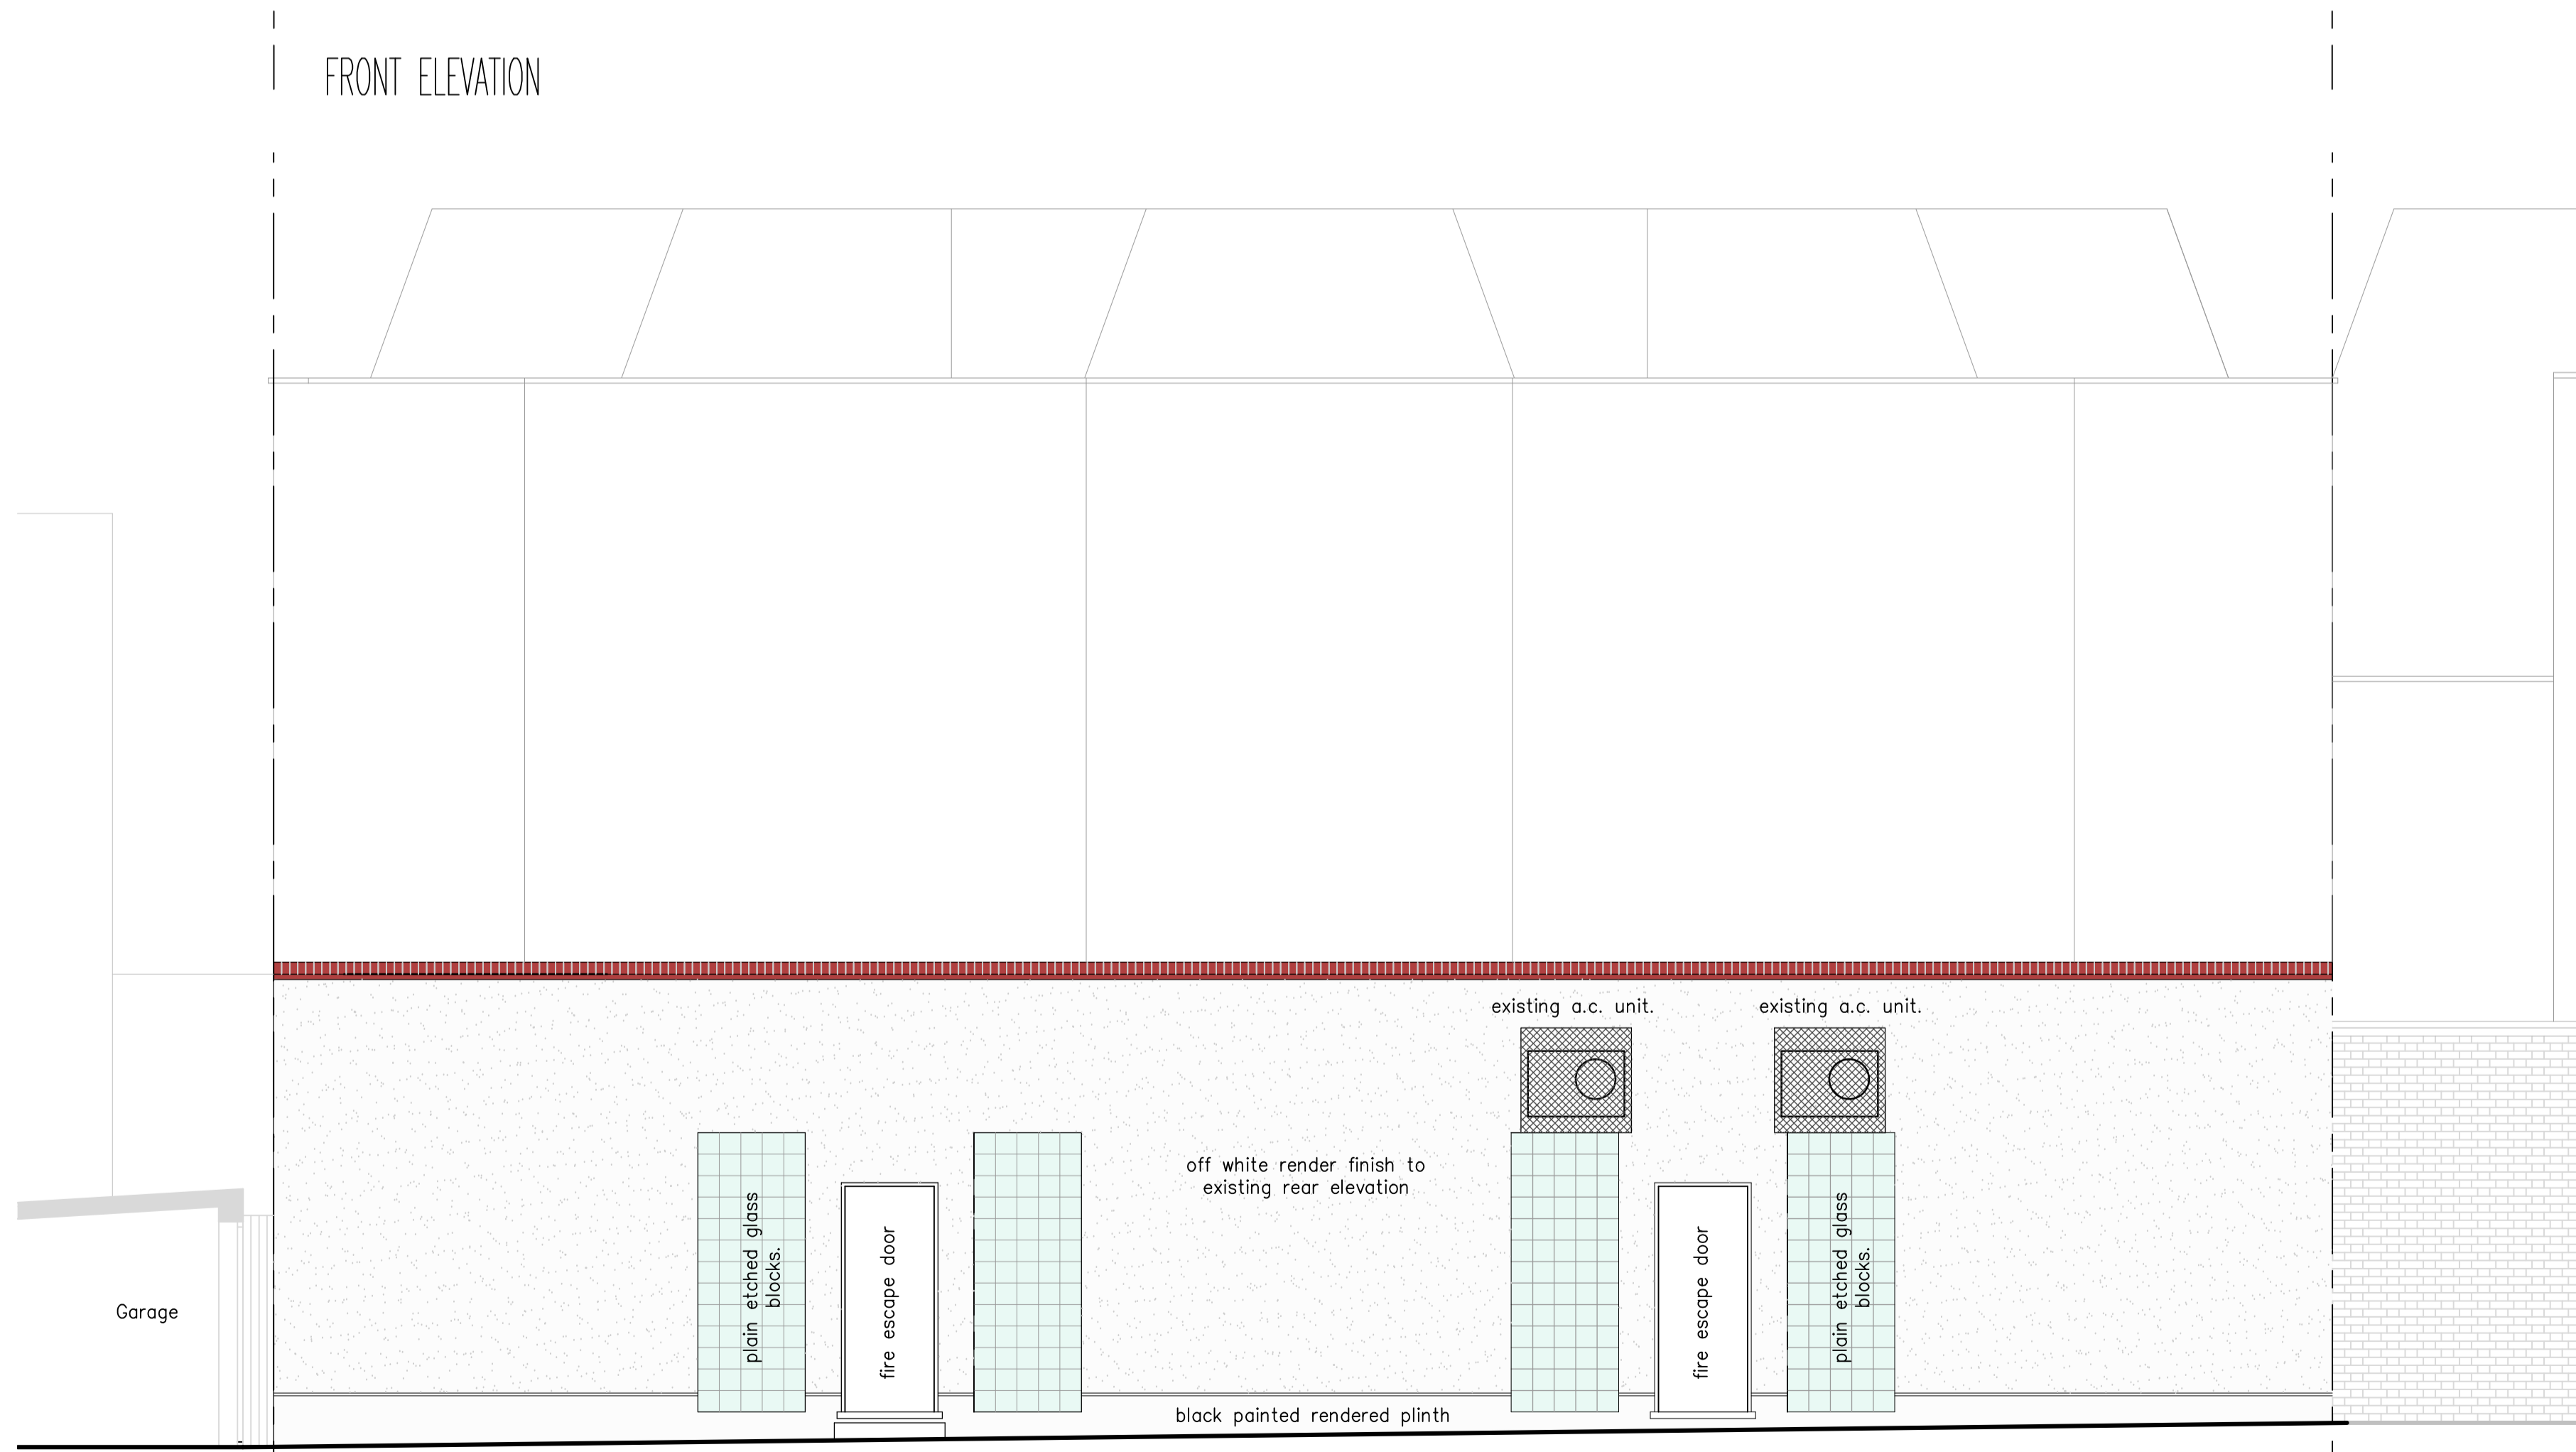 FRONT ELEVATION
existing a.c. unit.
existing a.c. unit.
off white render finish to
existing rear elevation
plain etched glass
blocks.
fire escape door
fire escape door
plain etched glass
blocks.
Garage
black painted rendered plinth